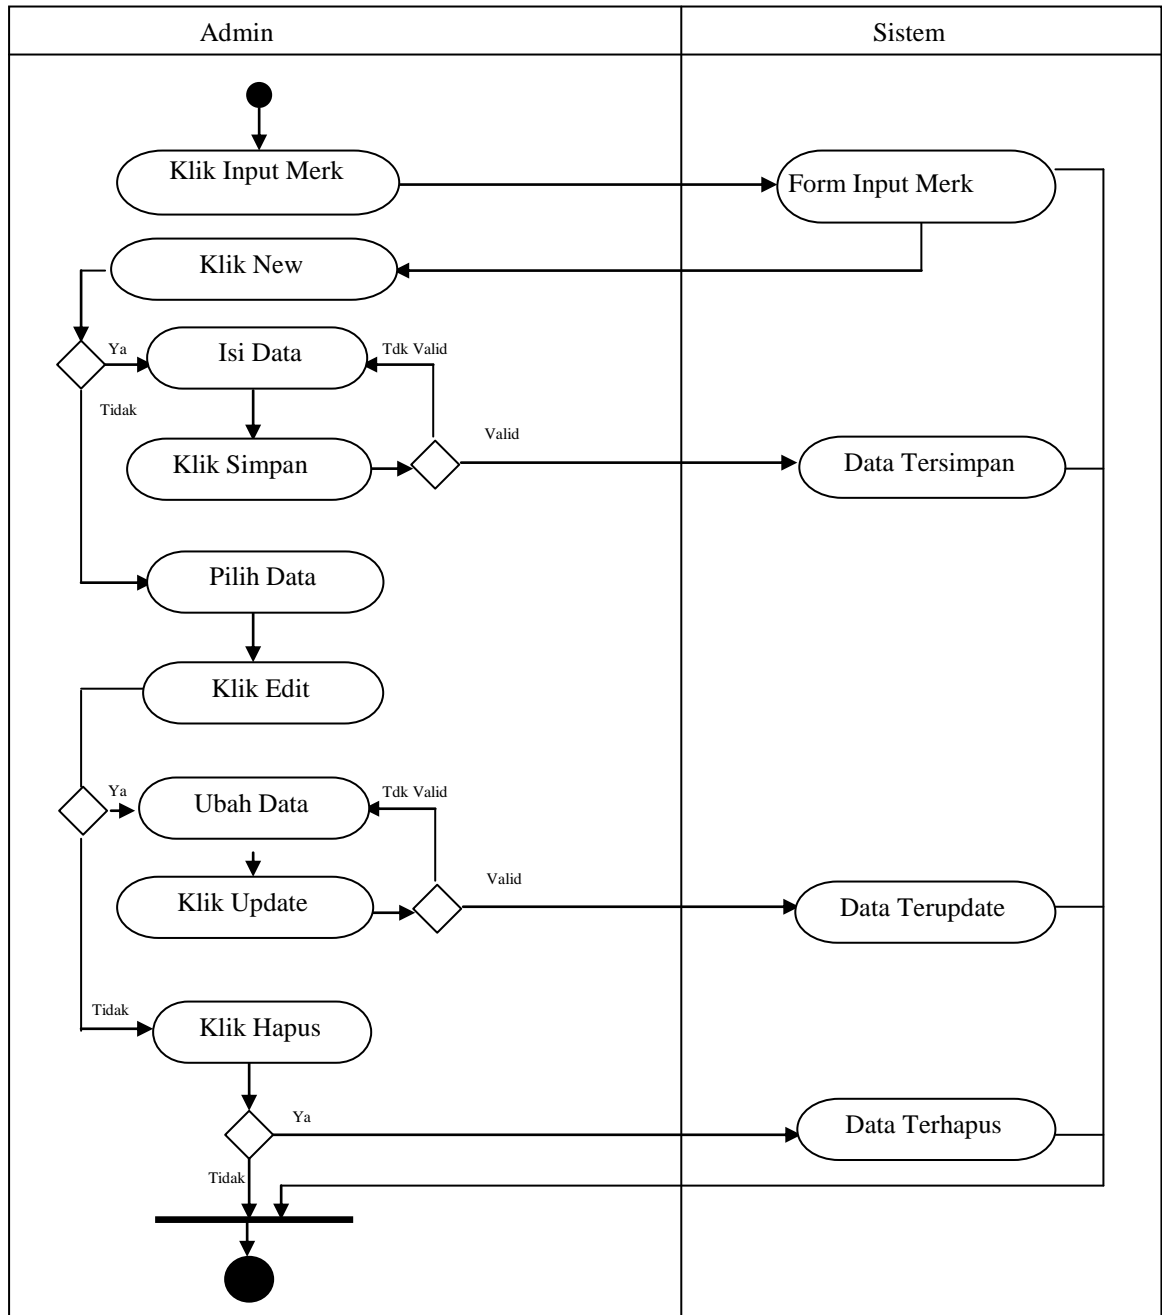 Admin
Sistem
Klik Input Merk
Form Input Merk
Klik New
Ya
Isi Data
Tdk Valid
Tidak
Klik Simpan
Valid
Data Tersimpan
Pilih Data
Klik Edit
Ya
Ubah Data
Tdk Valid
Klik Update
Valid
Data Terupdate
Tidak
Klik Hapus
Ya
Data Terhapus
Tidak